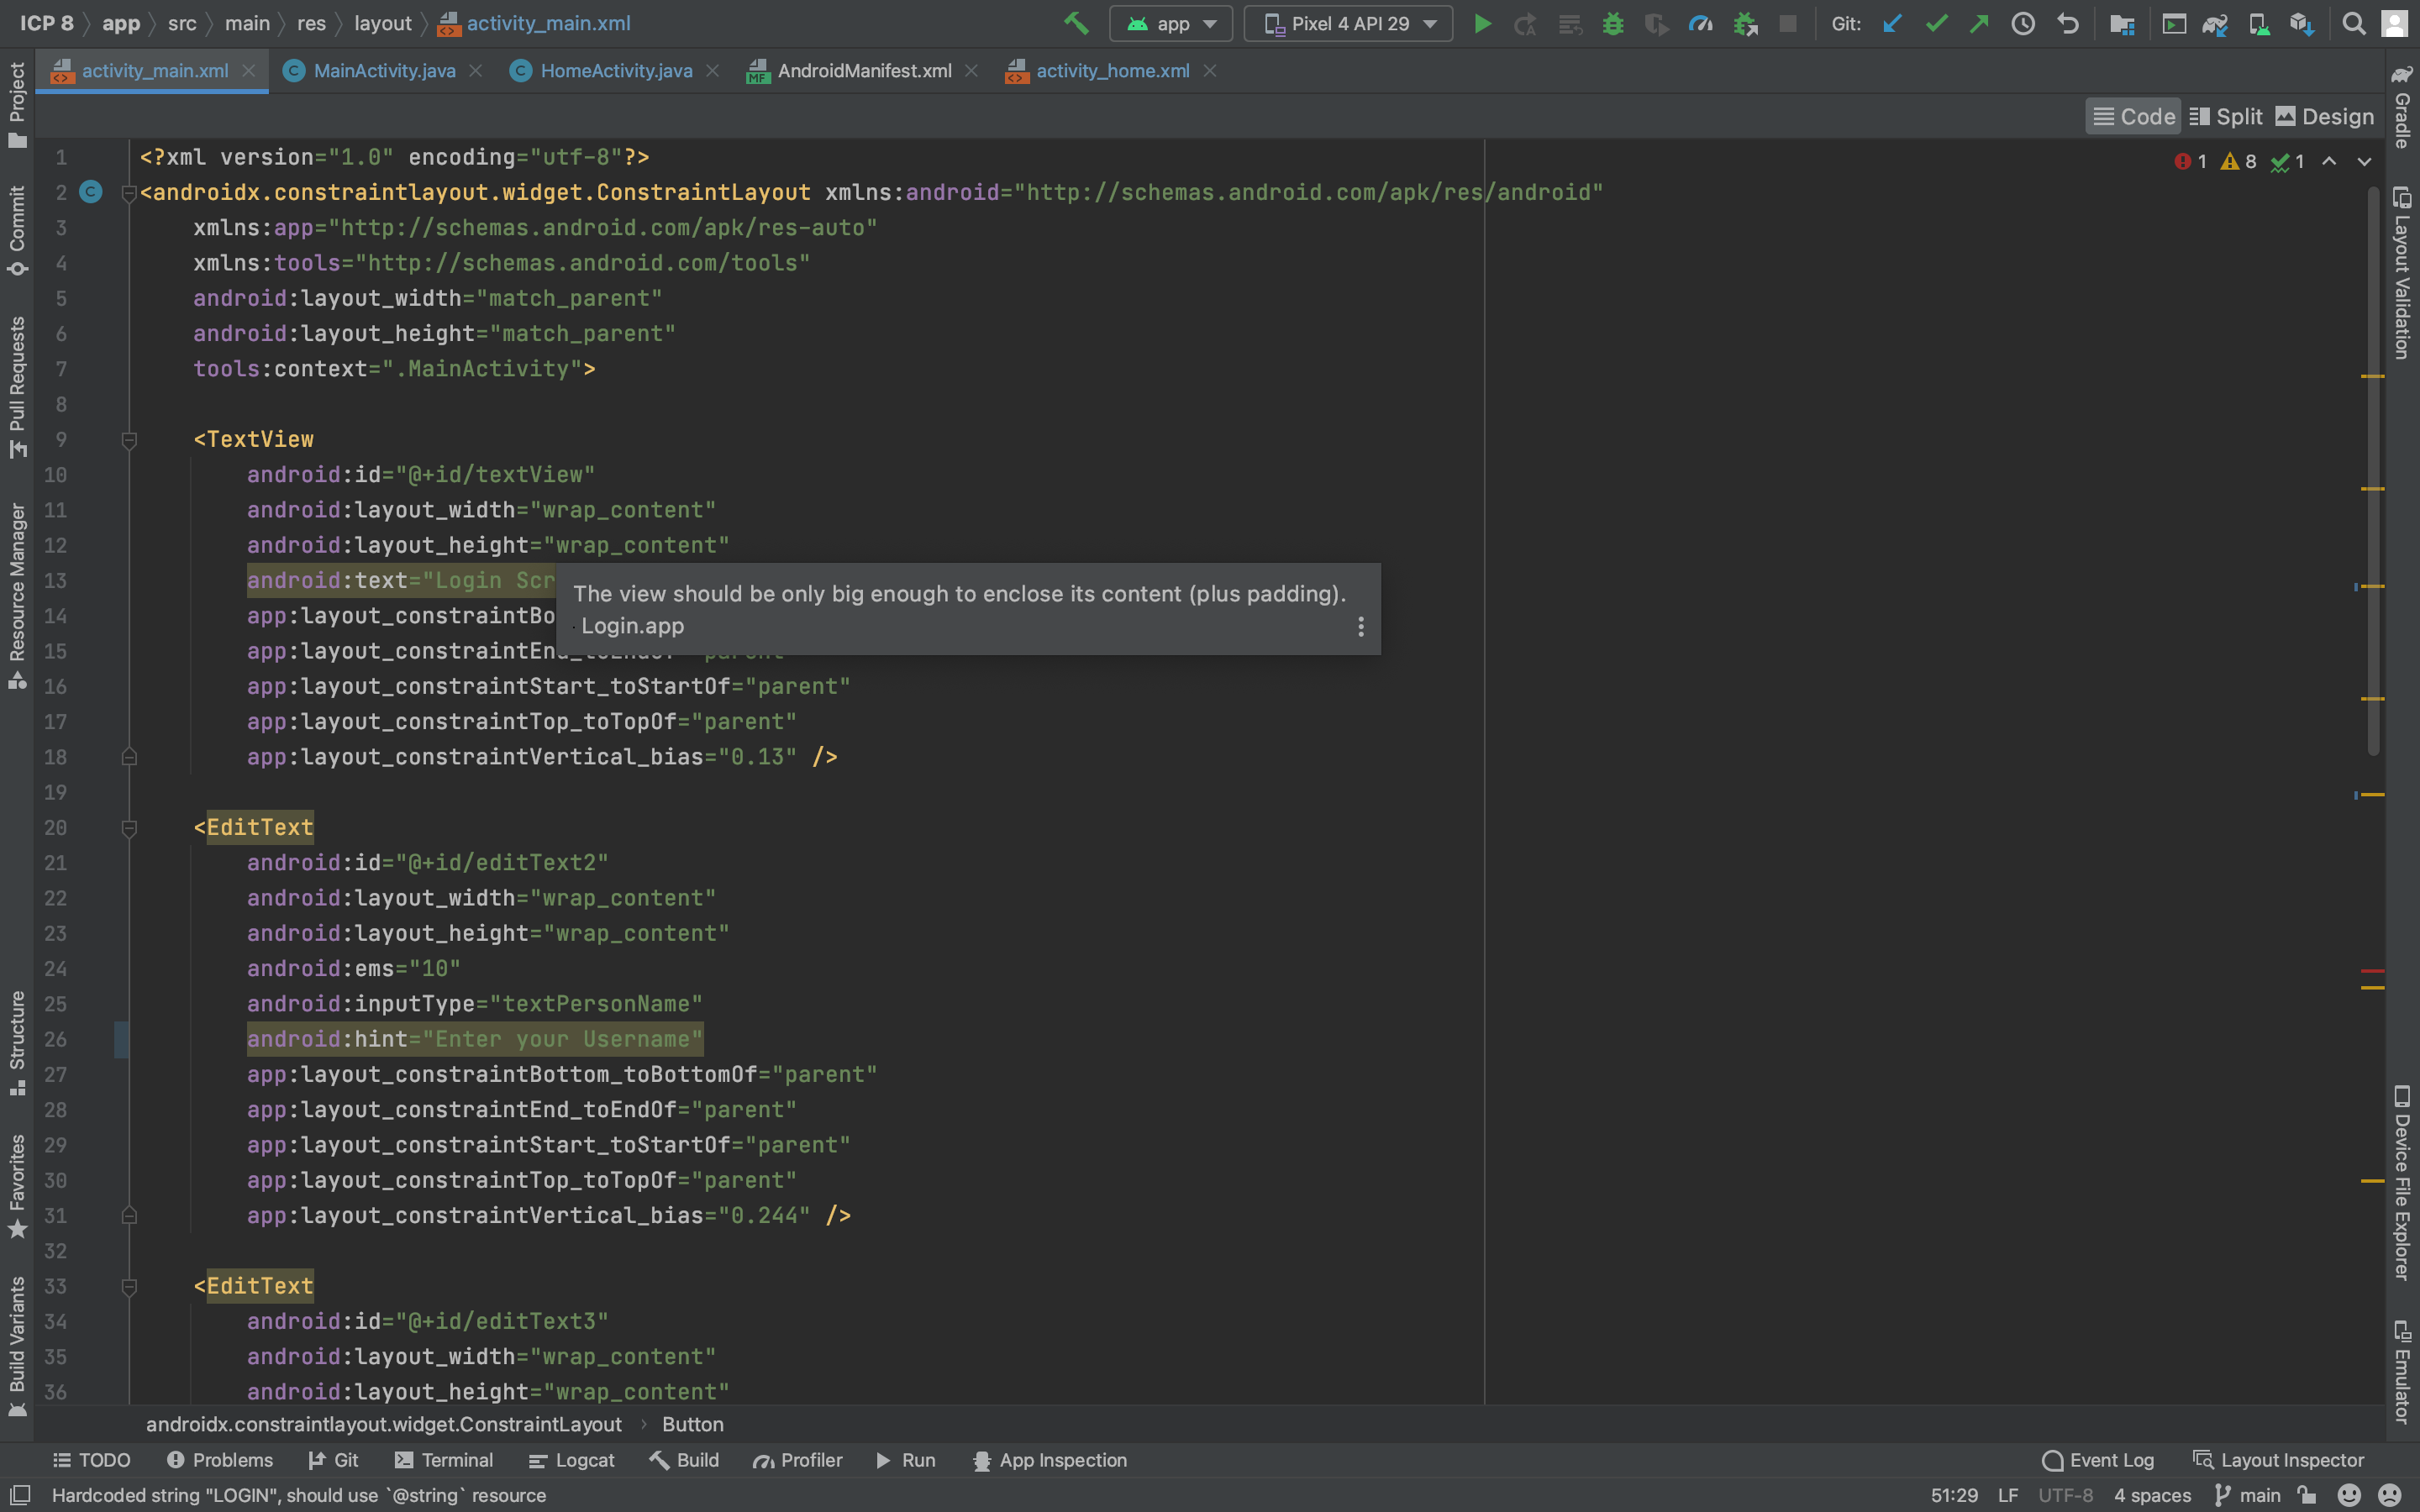 ICP 8 app src main res layout activity_main.xml app Pixel 4 API 29 Git:
activity_main.xml MainActivity.java HomeActivity.java AndroidManifest.xml activity_home.xml
Code Split Design
1 8 1
1 <?xml version="1.0" encoding="utf-8"?>
2 <androidx.constraintlayout.widget.ConstraintLayout xmlns:android="http://schemas.android.com/apk/res/android"
3 xmlns:app="http://schemas.android.com/apk/res-auto"
4 xmlns:tools="http://schemas.android.com/tools"
5 android:layout_width="match_parent"
6 android:layout_height="match_parent"
7 tools:context=".MainActivity">
8
9 <TextView
10 android:id="@+id/textView"
11 android:layout_width="wrap_content"
12 android:layout_height="wrap_content"
13 android:text="Login Scr
The view should be only big enough to enclose its content (plus padding).
14 app:layout_constraintBo
Login.app
15 app:layout_constraintEnd_toEndOf="parent"
16 app:layout_constraintStart_toStartOf="parent"
17 app:layout_constraintTop_toTopOf="parent"
18 app:layout_constraintVertical_bias="0.13" />
19
20 <EditText
21 android:id="@+id/editText2"
22 android:layout_width="wrap_content"
23 android:layout_height="wrap_content"
24 android:ems="10"
25 android:inputType="textPersonName"
26 android:hint="Enter your Username"
27 app:layout_constraintBottom_toBottomOf="parent"
28 app:layout_constraintEnd_toEndOf="parent"
29 app:layout_constraintStart_toStartOf="parent"
30 app:layout_constraintTop_toTopOf="parent"
31 app:layout_constraintVertical_bias="0.244" />
32
33 <EditText
34 android:id="@+id/editText3"
35 android:layout_width="wrap_content"
36 android:layout_height="wrap_content"
androidx.constraintlayout.widget.ConstraintLayout Button
TODO Problems Git Terminal Logcat Build Profiler Run App Inspection Event Log Layout Inspector
Hardcoded string "LOGIN", should use `@string` resource 51:29 LF UTF-8 4 spaces main
Project
Commit
Pull Requests
Resource Manager
Structure
Favorites
Build Variants
Gradle
Layout Validation
Device File Explorer
Emulator